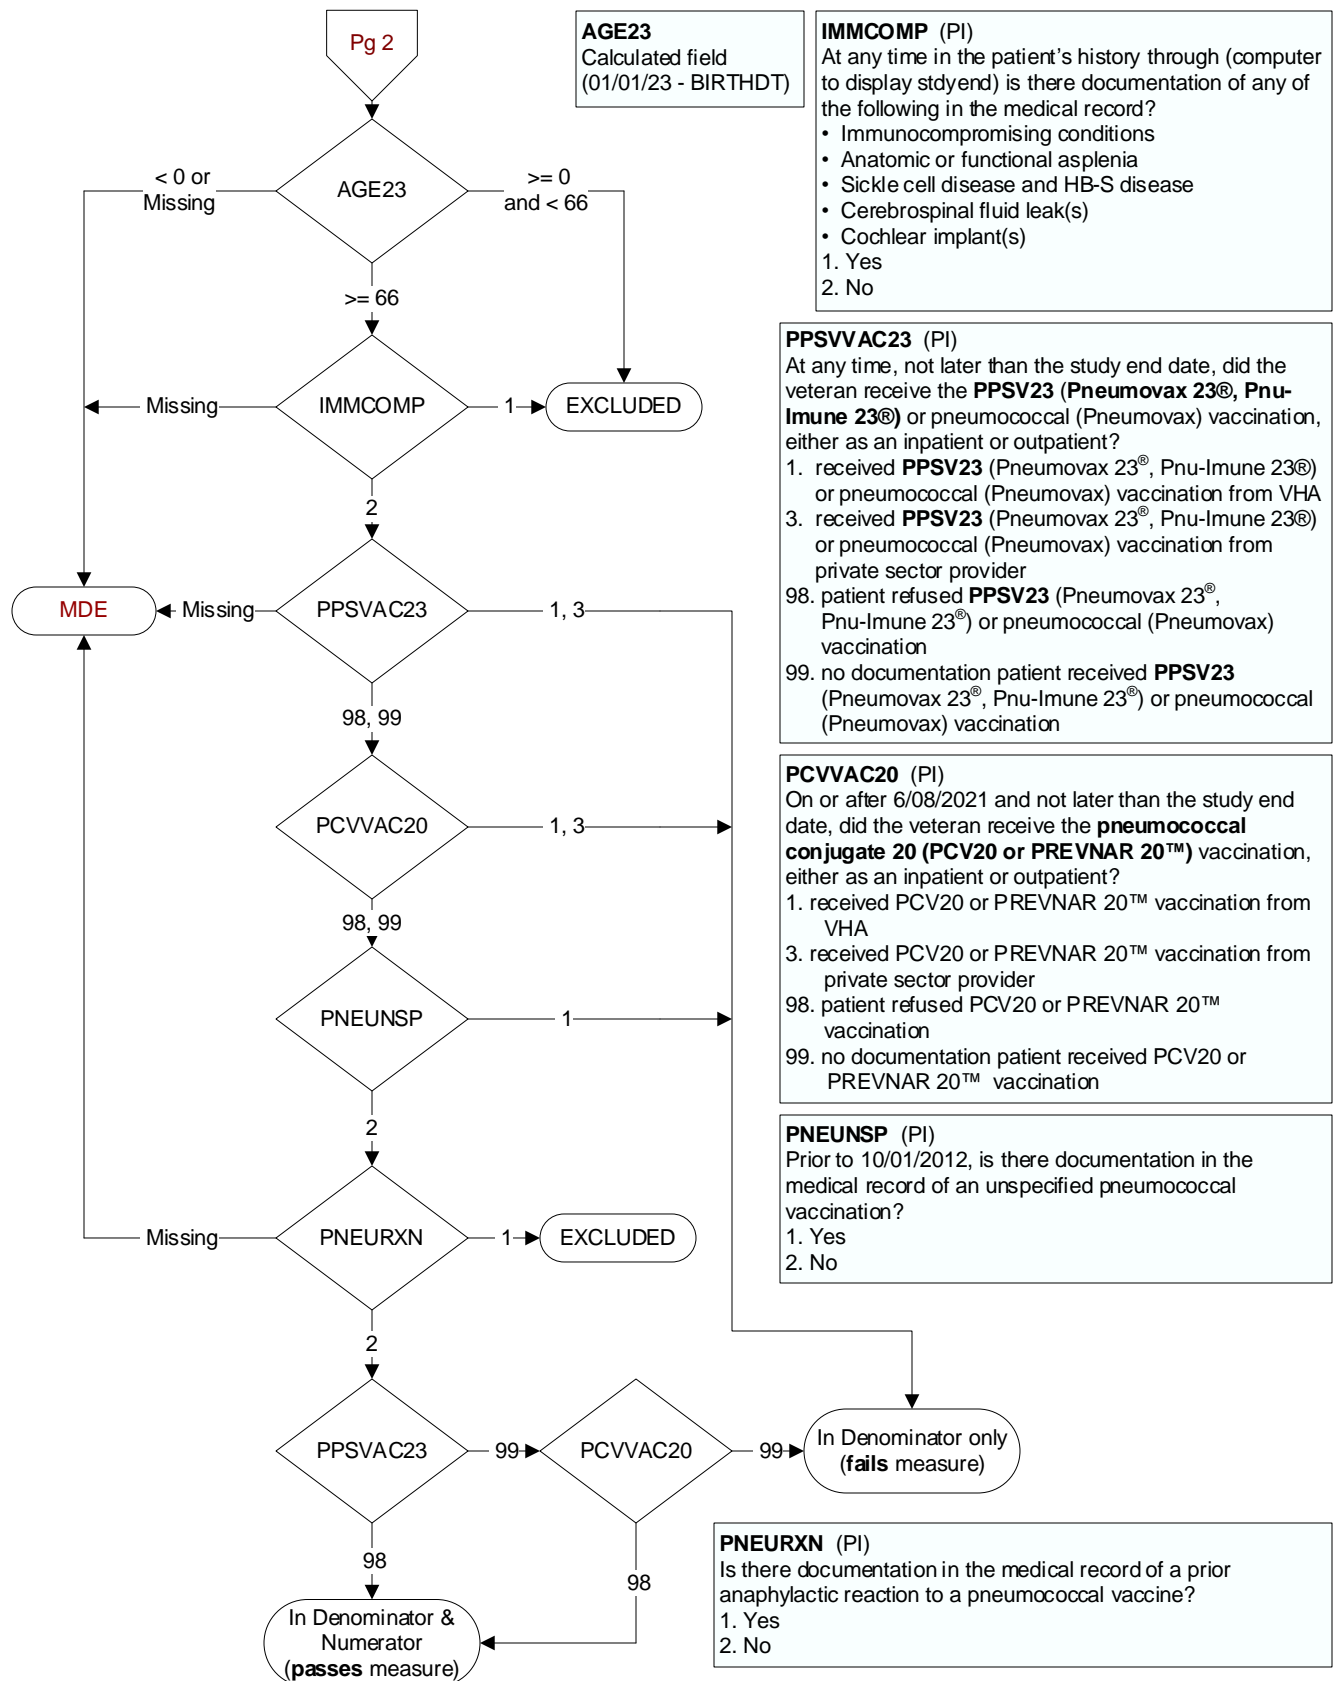 Pg 2
AGE23
Calculated field
(01/01/23 - BIRTHDT)
IMMCOMP (PI)
At any time in the patient's history through (computer
to display stdyend) is there documentation of any of
the following in the medical record?
• Immunocompromising conditions
• Anatomic or functional asplenia
• Sickle cell disease and HB-S disease
• Cerebrospinal fluid leak(s)
• Cochlear implant(s)
1. Yes
2. No
< 0 or
Missing
AGE23
>= 0
and < 66
>= 66
Missing
IMMCOMP
1
EXCLUDED
2
PPSVVAC23 (PI)
At any time, not later than the study end date, did the
veteran receive the PPSV23 (Pneumovax 23®, Pnu-
Imune 23®) or pneumococcal (Pneumovax) vaccination,
either as an inpatient or outpatient?
1. received PPSV23 (Pneumovax 23®, Pnu-Imune 23®)
or pneumococcal (Pneumovax) vaccination from VHA
3. received PPSV23 (Pneumovax 23®, Pnu-Imune 23®)
or pneumococcal (Pneumovax) vaccination from
private sector provider
98. patient refused PPSV23 (Pneumovax 23®,
Pnu-Imune 23®) or pneumococcal (Pneumovax)
vaccination
99. no documentation patient received PPSV23
(Pneumovax 23®, Pnu-Imune 23®) or pneumococcal
(Pneumovax) vaccination
MDE
Missing
PPSVAC23
1, 3
98, 99
PCVVAC20
1, 3
98, 99
PCVVAC20 (PI)
On or after 6/08/2021 and not later than the study end
date, did the veteran receive the pneumococcal
conjugate 20 (PCV20 or PREVNAR 20™) vaccination,
either as an inpatient or outpatient?
1. received PCV20 or PREVNAR 20™ vaccination from
VHA
3. received PCV20 or PREVNAR 20™ vaccination from
private sector provider
98. patient refused PCV20 or PREVNAR 20™
vaccination
99. no documentation patient received PCV20 or
PREVNAR 20™ vaccination
PNEUNSP
1
2
PNEUNSP (PI)
Prior to 10/01/2012, is there documentation in the
medical record of an unspecified pneumococcal
vaccination?
1. Yes
2. No
Missing
PNEURXN
1
EXCLUDED
2
PPSVAC23
99
PCVVAC20
99
In Denominator only
(fails measure)
98
98
In Denominator &
Numerator
(passes measure)
PNEURXN (PI)
Is there documentation in the medical record of a prior
anaphylactic reaction to a pneumococcal vaccine?
1. Yes
2. No